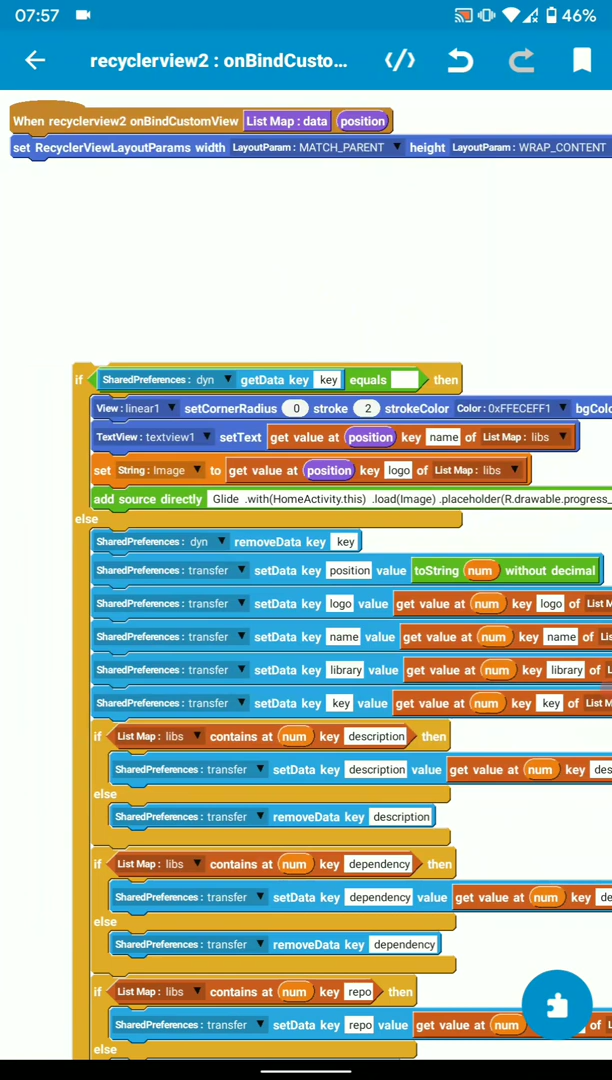 07:57 46%
recyclerview2 : onBindCusto...
When recyclerview2 onBindCustomView List Map : data position
set RecyclerViewLayoutParams width LayoutParam : MATCH_PARENT height LayoutParam : WRAP_CONTENT
if SharedPreferences : dyn getData key key equals then
View : linear1 setCornerRadius 0 stroke 2 strokeColor Color : 0xFFECEFF1 bgColo
TextView : textview1 setText get value at position key name of List Map : libs
set String : Image to get value at position key logo of List Map : libs
add source directly Glide .with(HomeActivity.this) .load(Image) .placeholder(R.drawable.progress_
else
SharedPreferences : dyn removeData key key
SharedPreferences : transfer setData key position value toString num without decimal
SharedPreferences : transfer setData key logo value get value at num key logo of List M
SharedPreferences : transfer setData key name value get value at num key name of Lis
SharedPreferences : transfer setData key library value get value at num key library of L
SharedPreferences : transfer setData key key value get value at num key key of List M
if List Map : libs contains at num key description then
SharedPreferences : transfer setData key description value get value at num key des
else
SharedPreferences : transfer removeData key description
if List Map : libs contains at num key dependency then
SharedPreferences : transfer setData key dependency value get value at num key de
else
SharedPreferences : transfer removeData key dependency
if List Map : libs contains at num key repo then
SharedPreferences : transfer setData key repo value get value at num of Lis
else